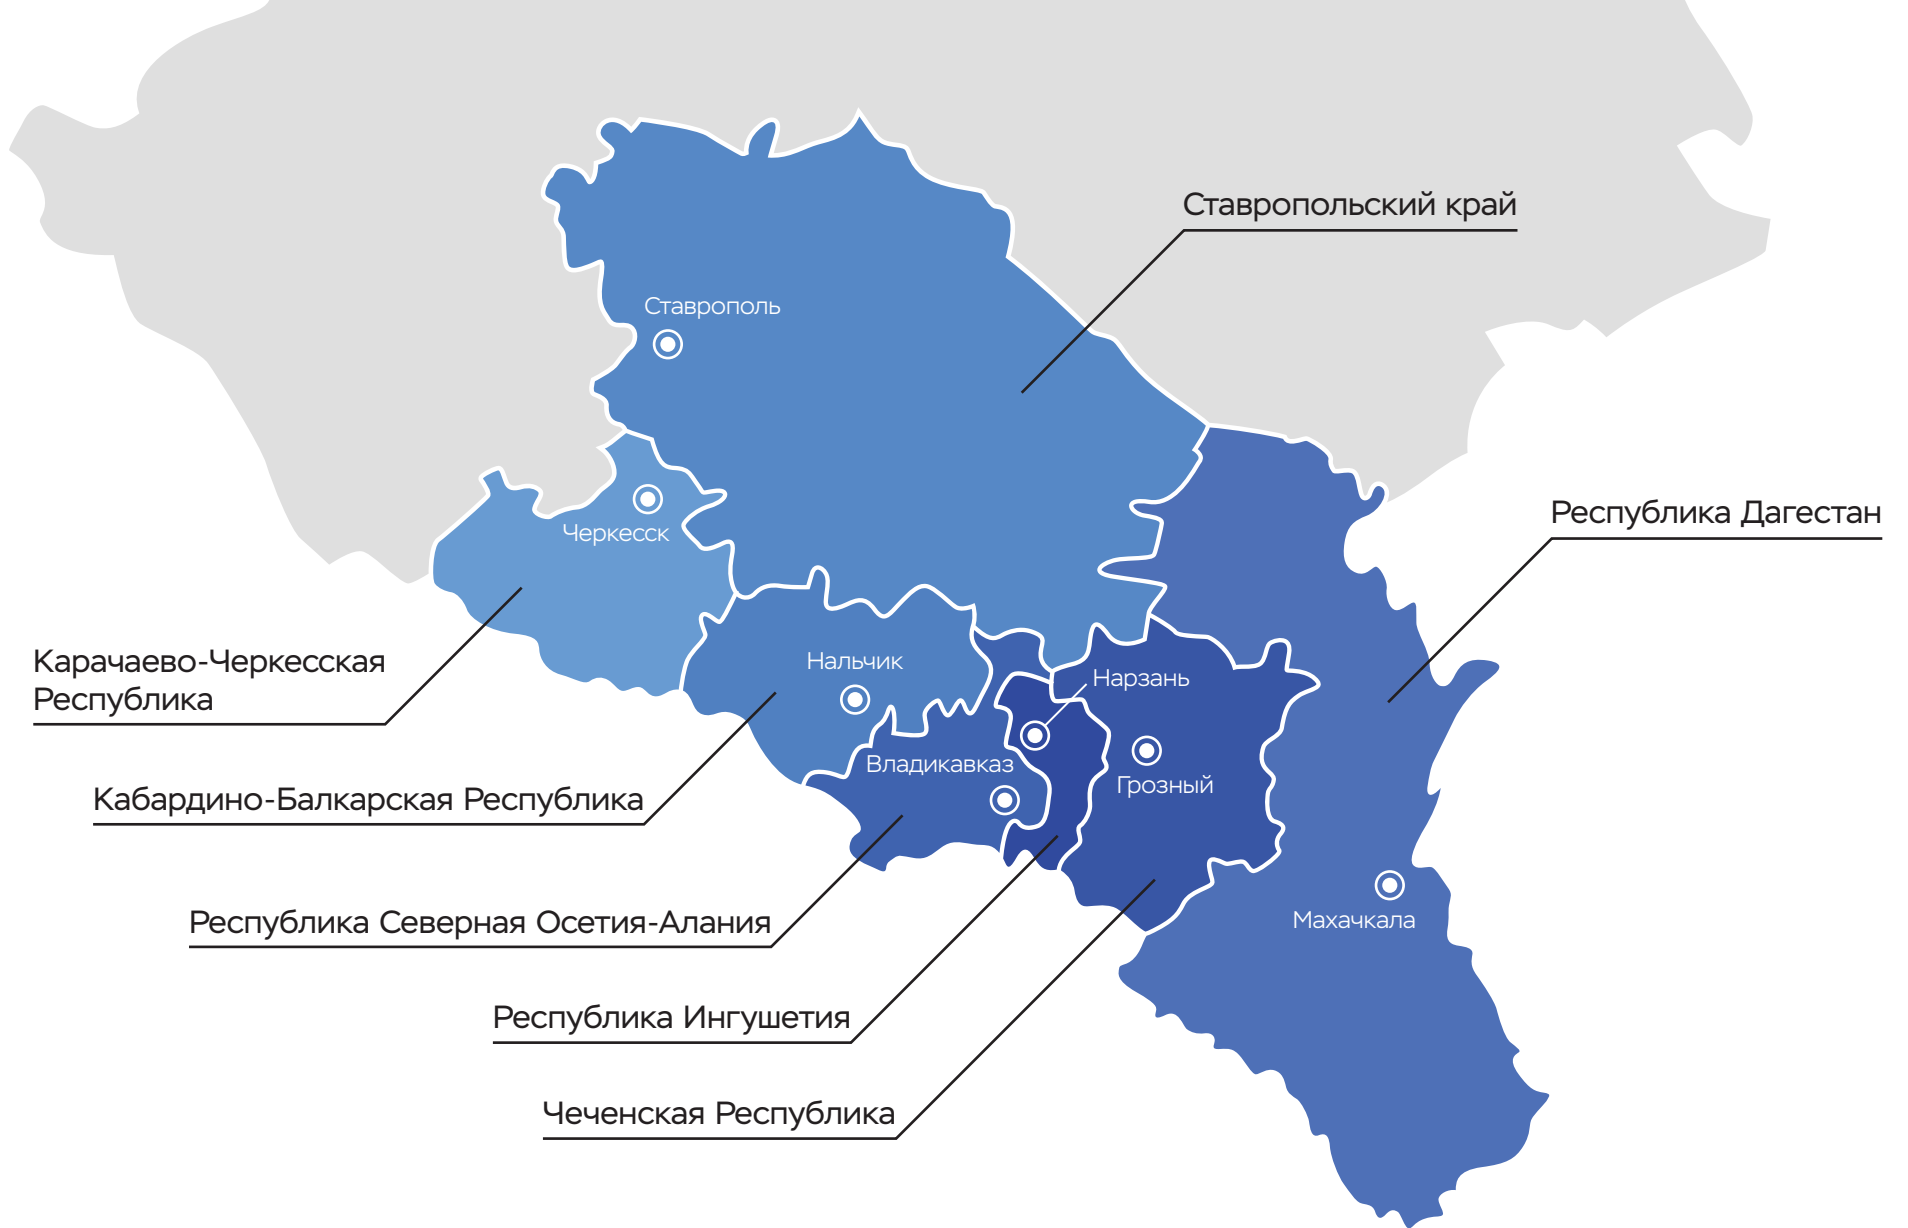 Ставропольский край
Ставрополь
Республика Дагестан
Черкесск
Карачаево-Черкесская
Республика
Нальчик
Нарзань
Владикавказ
Грозный
Кабардино-Балкарская Республика
Республика Северная Осетия-Алания
Махачкала
Республика Ингушетия
Чеченская Республика